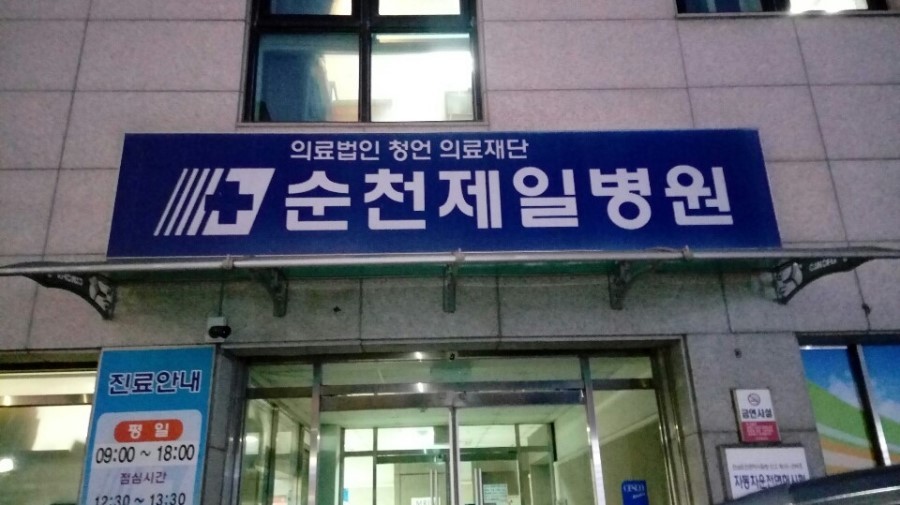 의료법인 청언 의료재단
순천제일병원
진료안내
평일
09:00 ~ 18:00
점심시간
12:30 ~ 13:30
금연시설